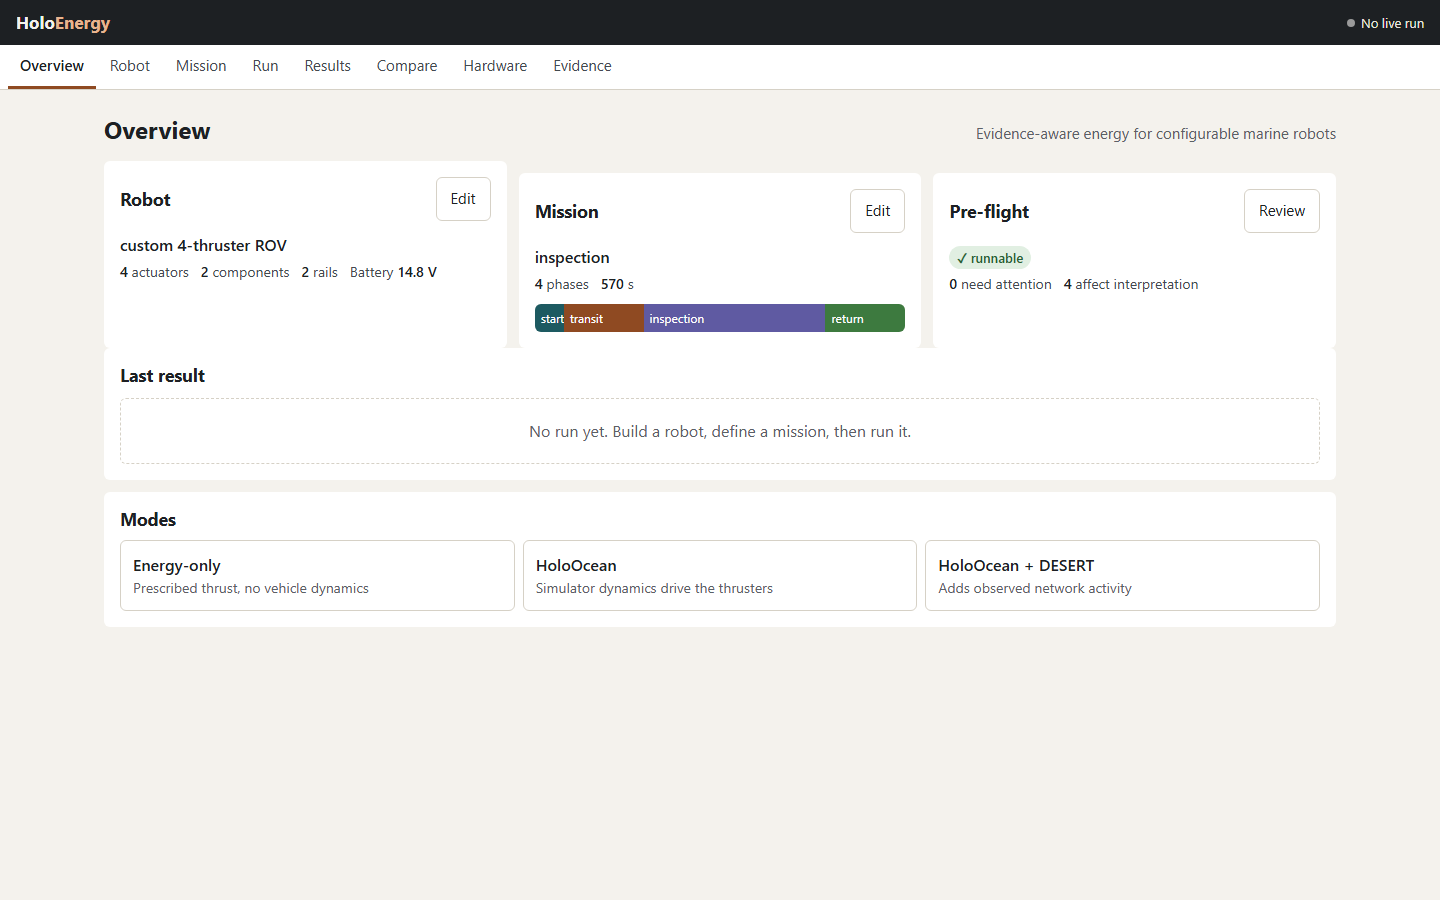 HoloEnergy
No live run
Overview Robot Mission Run Results Compare Hardware Evidence
Overview
Evidence-aware energy for configurable marine robots
Robot
Edit
custom 4-thruster ROV
4 actuators 2 components 2 rails Battery 14.8 V
Mission
Edit
inspection
4 phases 570 s
start transit inspection return
Pre-flight
Review
✓ runnable
0 need attention 4 affect interpretation
Last result
No run yet. Build a robot, define a mission, then run it.
Modes
Energy-only
Prescribed thrust, no vehicle dynamics
HoloOcean
Simulator dynamics drive the thrusters
HoloOcean + DESERT
Adds observed network activity